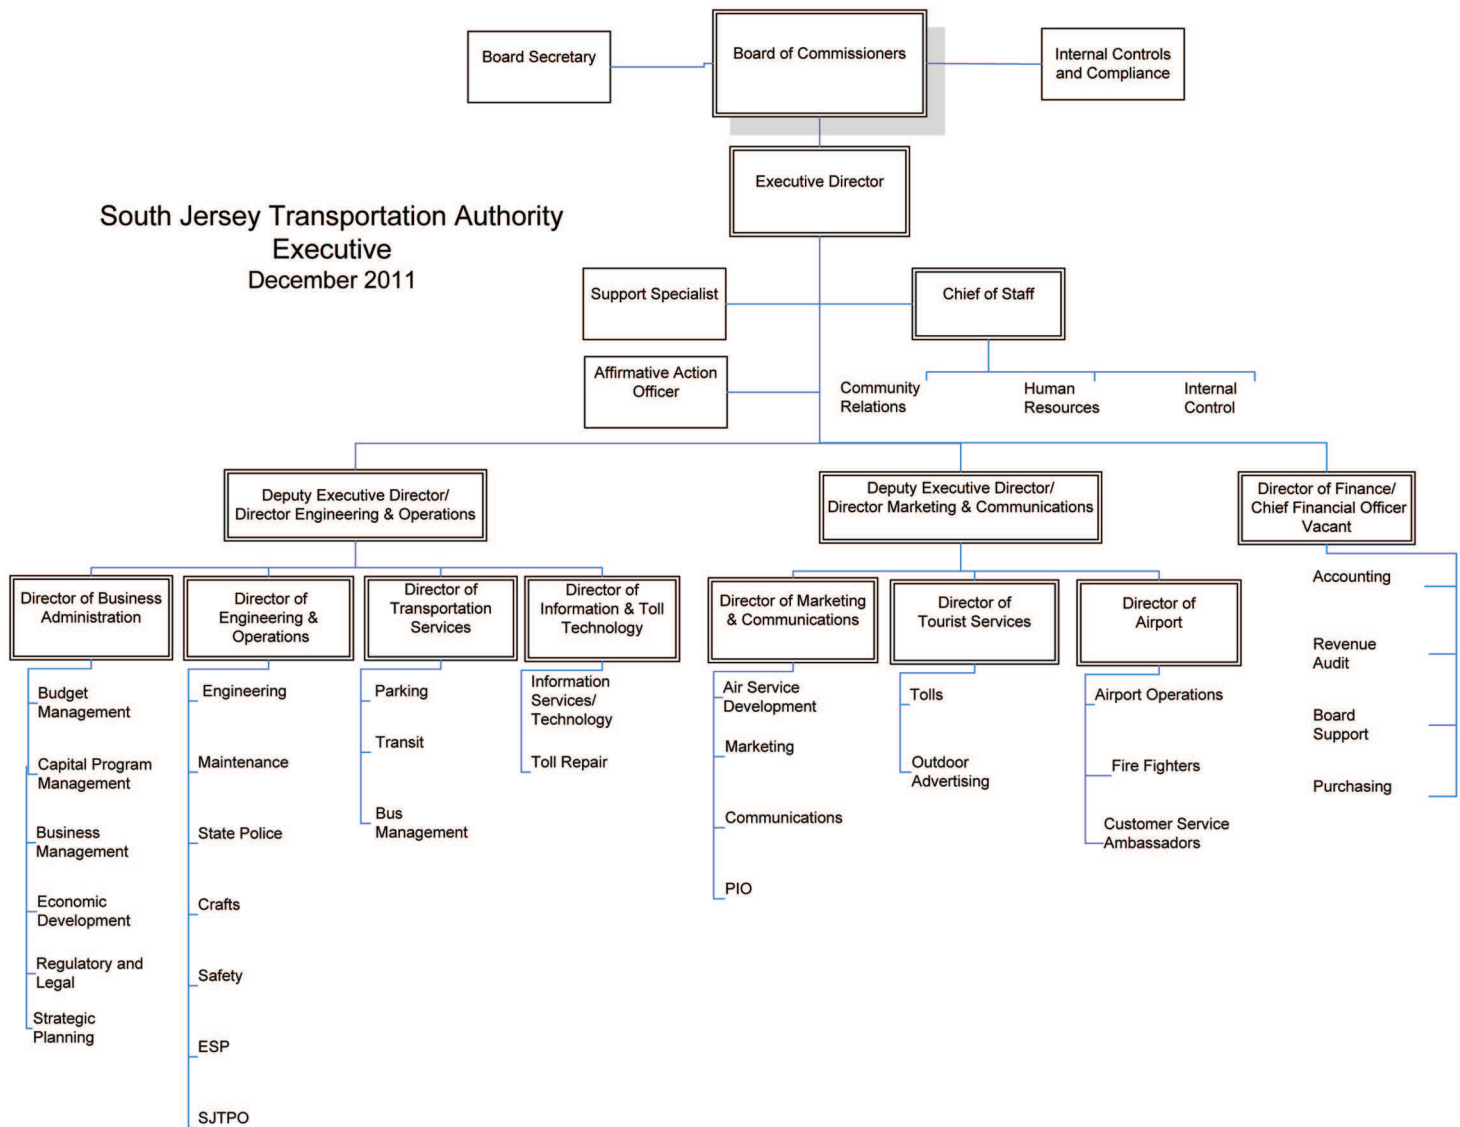 Board Secretary
Board of Commissioners
Internal Controls
and Compliance
Executive Director
South Jersey Transportation Authority
Executive
December 2011
Support Specialist
Chief of Staff
Affirmative Action
Officer
Community
Relations
Human
Resources
Internal
Control
Deputy Executive Director/
Director Engineering & Operations
Deputy Executive Director/
Director Marketing & Communications
Director of Finance/
Chief Financial Officer
Vacant
Director of Business
Administration
Director of
Engineering &
Operations
Director of
Transportation
Services
Director of
Information & Toll
Technology
Director of Marketing
& Communications
Director of
Tourist Services
Director of
Airport
Budget
Management
Capital Program
Management
Business
Management
Economic
Development
Regulatory and
Legal
Strategic
Planning
Engineering
Maintenance
State Police
Crafts
Safety
ESP
SJTPO
Parking
Transit
Bus
Management
Information
Services/
Technology
Toll Repair
Air Service
Development
Marketing
Communications
PIO
Tolls
Outdoor
Advertising
Airport Operations
Fire Fighters
Customer Service
Ambassadors
Accounting
Revenue
Audit
Board
Support
Purchasing